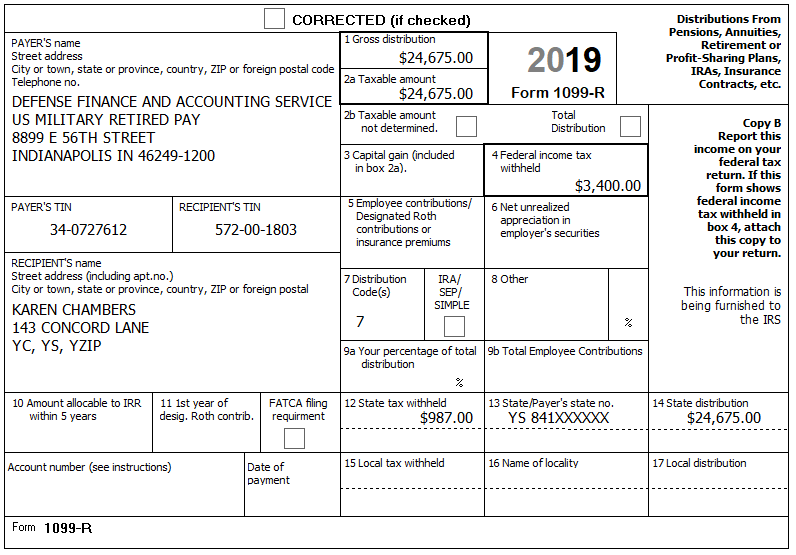 CORRECTED (if checked)
PAYER'S name
Street address
City or town, state or province, country, ZIP or foreign postal code
Telephone no.
DEFENSE FINANCE AND ACCOUNTING SERVICE
US MILITARY RETIRED PAY
8899 E 56TH STREET
INDIANAPOLIS IN 46249-1200
1 Gross distribution
$24,675.00
2a Taxable amount
$24,675.00
2019
Form 1099-R
Distributions From
Pensions, Annuities,
Retirement or
Profit-Sharing Plans,
IRAs, Insurance
Contracts, etc.
2b Taxable amount
not determined.
Total
Distribution
Copy B
Report this
income on your
federal tax
return. If this
form shows
federal income
tax withheld in
box 4, attach
this copy to
your return.
This information is
being furnished to
the IRS
3 Capital gain (included
in box 2a).
4 Federal income tax
withheld
$3,400.00
PAYER'S TIN
34-0727612
RECIPIENT'S TIN
572-00-1803
5 Employee contributions/
Designated Roth
contributions or
insurance premiums
6 Net unrealized
appreciation in
employer's securities
RECIPIENT'S name
Street address (including apt.no.)
City or town, state or province, country, ZIP or foreign postal
KAREN CHAMBERS
143 CONCORD LANE
YC, YS, YZIP
7 Distribution
Code(s)
7
IRA/
SEP/
SIMPLE
8 Other
%
9a Your percentage of total
distribution
%
9b Total Employee Contributions
10 Amount allocable to IRR
within 5 years
11 1st year of
desig. Roth contrib.
FATCA filing
requirment
12 State tax withheld
$987.00
13 State/Payer's state no.
YS 841XXXXXX
14 State distribution
$24,675.00
Account number (see instructions)
Date of
payment
15 Local tax withheld
16 Name of locality
17 Local distribution
Form 1099-R